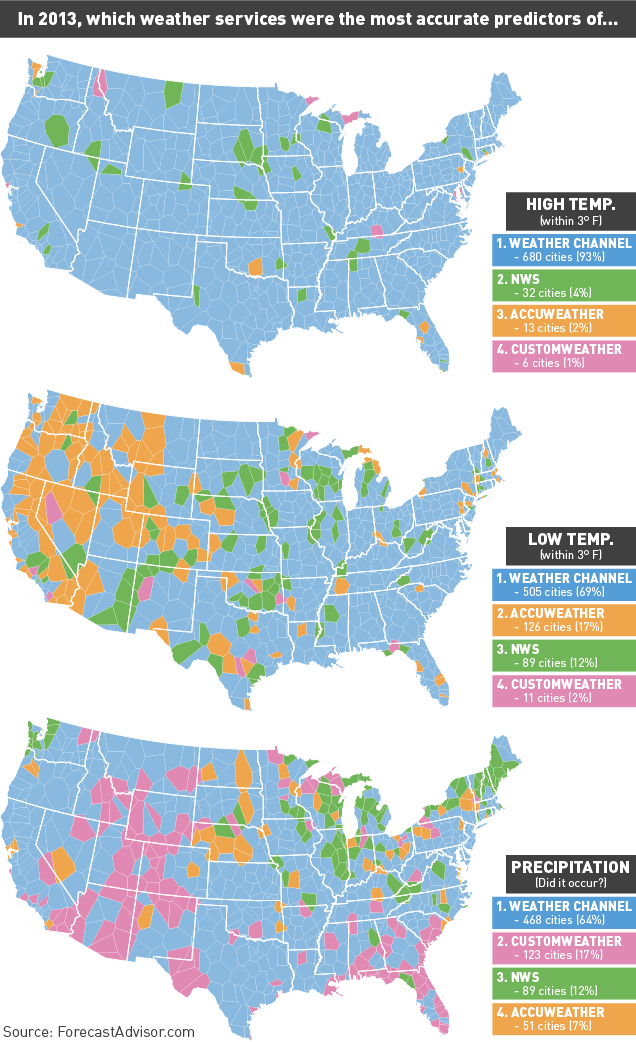 In 2013, which weather services were the most accurate predictors of...
HIGH TEMP.
(within 3º F)
1. WEATHER CHANNEL
- 680 cities (93%)
2. NWS
- 32 cities (4%)
3. ACCUWEATHER
- 13 cities (2%)
4. CUSTOMWEATHER
- 6 cities (1%)
LOW TEMP.
(within 3º F)
1. WEATHER CHANNEL
- 505 cities (69%)
2. ACCUWEATHER
- 126 cities (17%)
3. NWS
- 89 cities (12%)
4. CUSTOMWEATHER
- 11 cities (2%)
PRECIPITATION
(Did it occur?)
1. WEATHER CHANNEL
- 468 cities (64%)
2. CUSTOMWEATHER
- 123 cities (17%)
3. NWS
- 89 cities (12%)
4. ACCUWEATHER
- 51 cities (7%)
Source: ForecastAdvisor.com